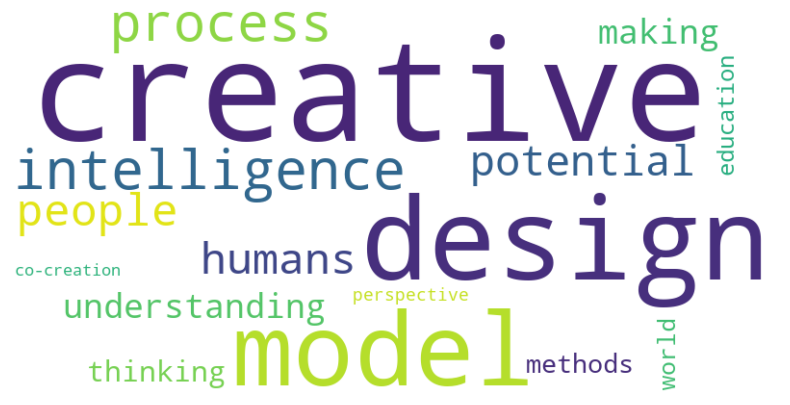 process
making
creative
education
intelligence
potential
people
design
humans
co-creation
understanding
perspective
model
world
thinking
methods